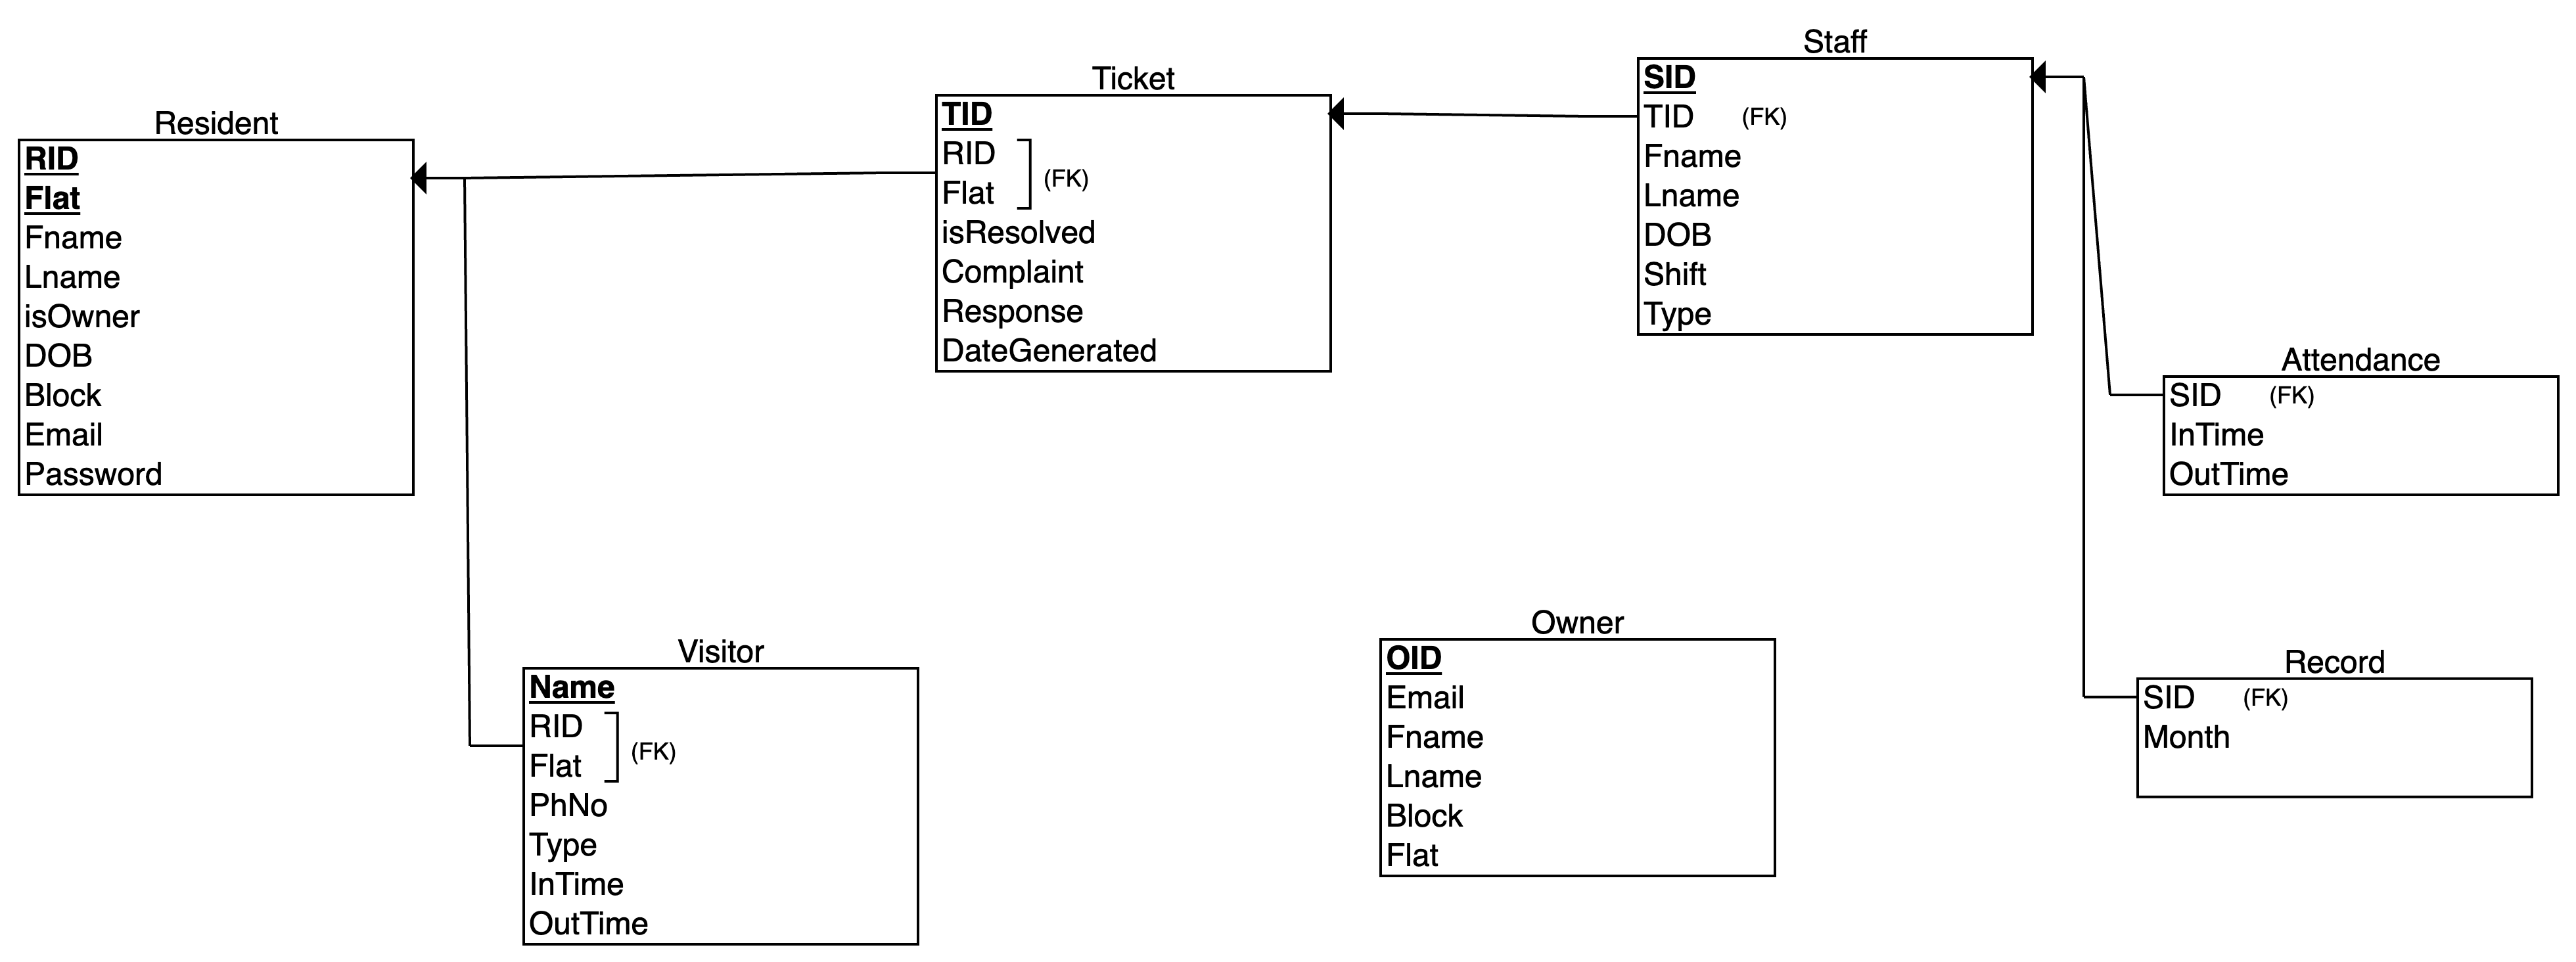 Resident
RID
Flat
Fname
Lname
isOwner
DOB
Block
Email
Password
Ticket
TID
RID
Flat
(FK)
isResolved
Complaint
Response
DateGenerated
Staff
SID
TID (FK)
Fname
Lname
DOB
Shift
Type
Attendance
SID (FK)
InTime
OutTime
Visitor
Name
RID
Flat
(FK)
PhNo
Type
InTime
OutTime
Owner
OID
Email
Fname
Lname
Block
Flat
Record
SID (FK)
Month